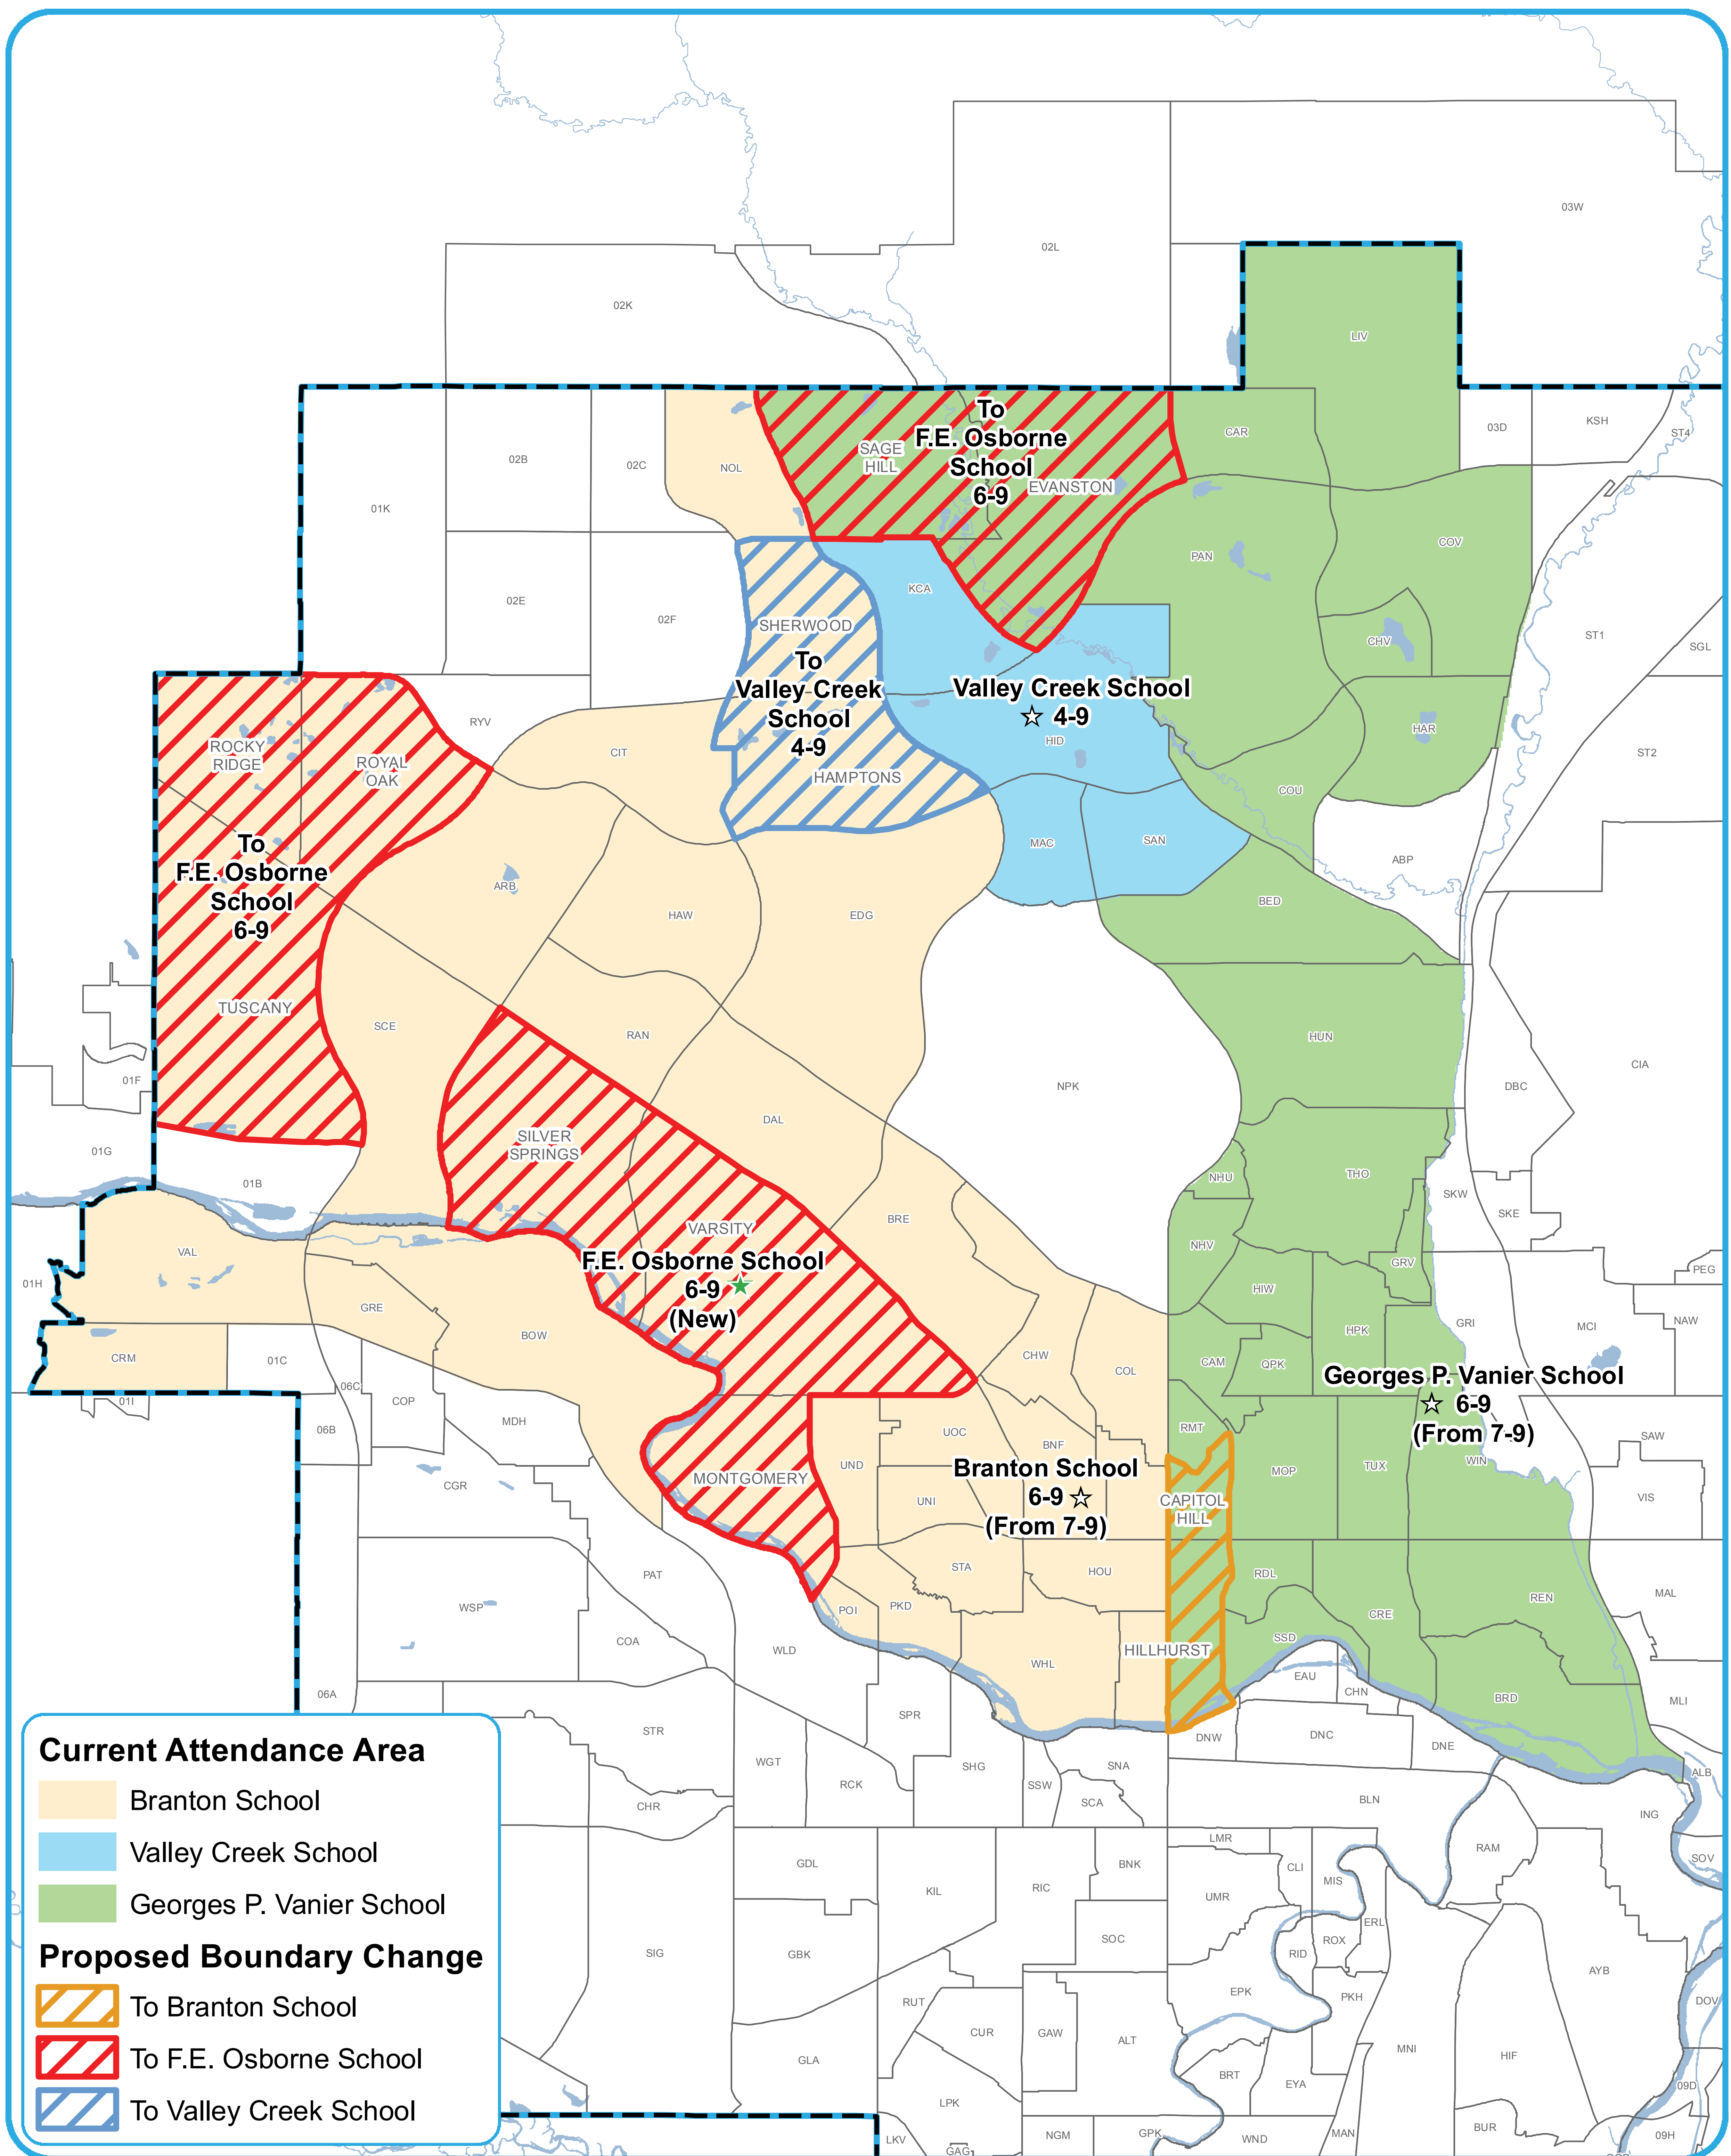 03W
02L
02K
LIV
To
F.E. Osborne
School
6-9
SAGE
HILL
EVANSTON
CAR
03D
KSH
ST4
NOL
02B
02C
01K
PAN
COV
KCA
02E
02F
SHERWOOD
To
Valley Creek
School
4-9
HAMPTONS
CHV
ST1
SGL
Valley Creek School
4-9
HID
RYV
CIT
ROCKY
RIDGE
ROYAL
OAK
HAR
ST2
COU
MAC
SAN
ABP
To
F.E. Osborne
School
6-9
ARB
HAW
EDG
BED
TUSCANY
SCE
RAN
HUN
NPK
DBC
CIA
01F
DAL
SILVER
SPRINGS
01G
01B
NHU
THO
SKW
SKE
BRE
VARSITY
F.E. Osborne School
6-9
(New)
VAL
01H
NHV
GRV
PEG
HIW
GRE
BOW
HPK
GRI
MCI
NAW
CRM
01C
CHW
COL
CAM
QPK
Georges P. Vanier School
6-9
(From 7-9)
06C
01I
COP
MDH
06B
UOC
BNF
RMT
WIN
SAW
CGR
MONTGOMERY
UND
UNI
Branton School
6-9
(From 7-9)
CAPITOL
HILL
MOP
TUX
VIS
PAT
STA
HOU
RDL
WSP
POI
PKD
CRE
REN
MAL
COA
WLD
WHL
HILLHURST
SSD
EAU
CHN
06A
BRD
MLI
STR
SPR
DNW
DNC
DNE
WGT
RCK
SHG
SSW
SNA
SCA
BLN
ALB
ING
CHR
LMR
RAM
GDL
KIL
RIC
BNK
CLI
MIS
SOV
UMR
ERL
SIG
GBK
SOC
RID
ROX
AYB
EPK
PKH
RUT
CUR
GAW
ALT
MNI
HIF
DOV
GLA
BRT
EYA
09D
LPK
BUR
LKV
GAG
NGM
GPK
WND
MAN
09H
Current Attendance Area
Branton School
Valley Creek School
Georges P. Vanier School
Proposed Boundary Change
To Branton School
To F.E. Osborne School
To Valley Creek School